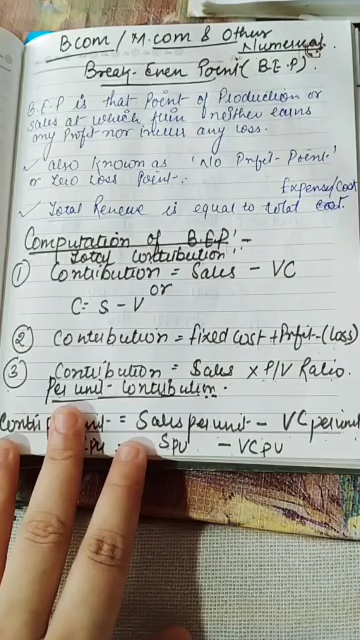 Bcom / M.com & Other
Numerical
Break-Even Point (B.E.P)
B.E.P is that Point of Production or
sales at which firm neither earns
any Profit nor incurs any loss.
✓ also known as 'No Profit-Point'
or Zero Loss Point.
Expenses/Cost
✓ Total Revenue is equal to total cost.
Computation of B.E.P:-
Total Contribution:
① Contribution = Sales - VC
or
C = S - V
② Contribution = fixed cost + Profit - (Loss)
③ Contribution = Sales × P/V Ratio.
Per unit - Contribution.
= Sales per unit - VC per unit
SPU - VCPU